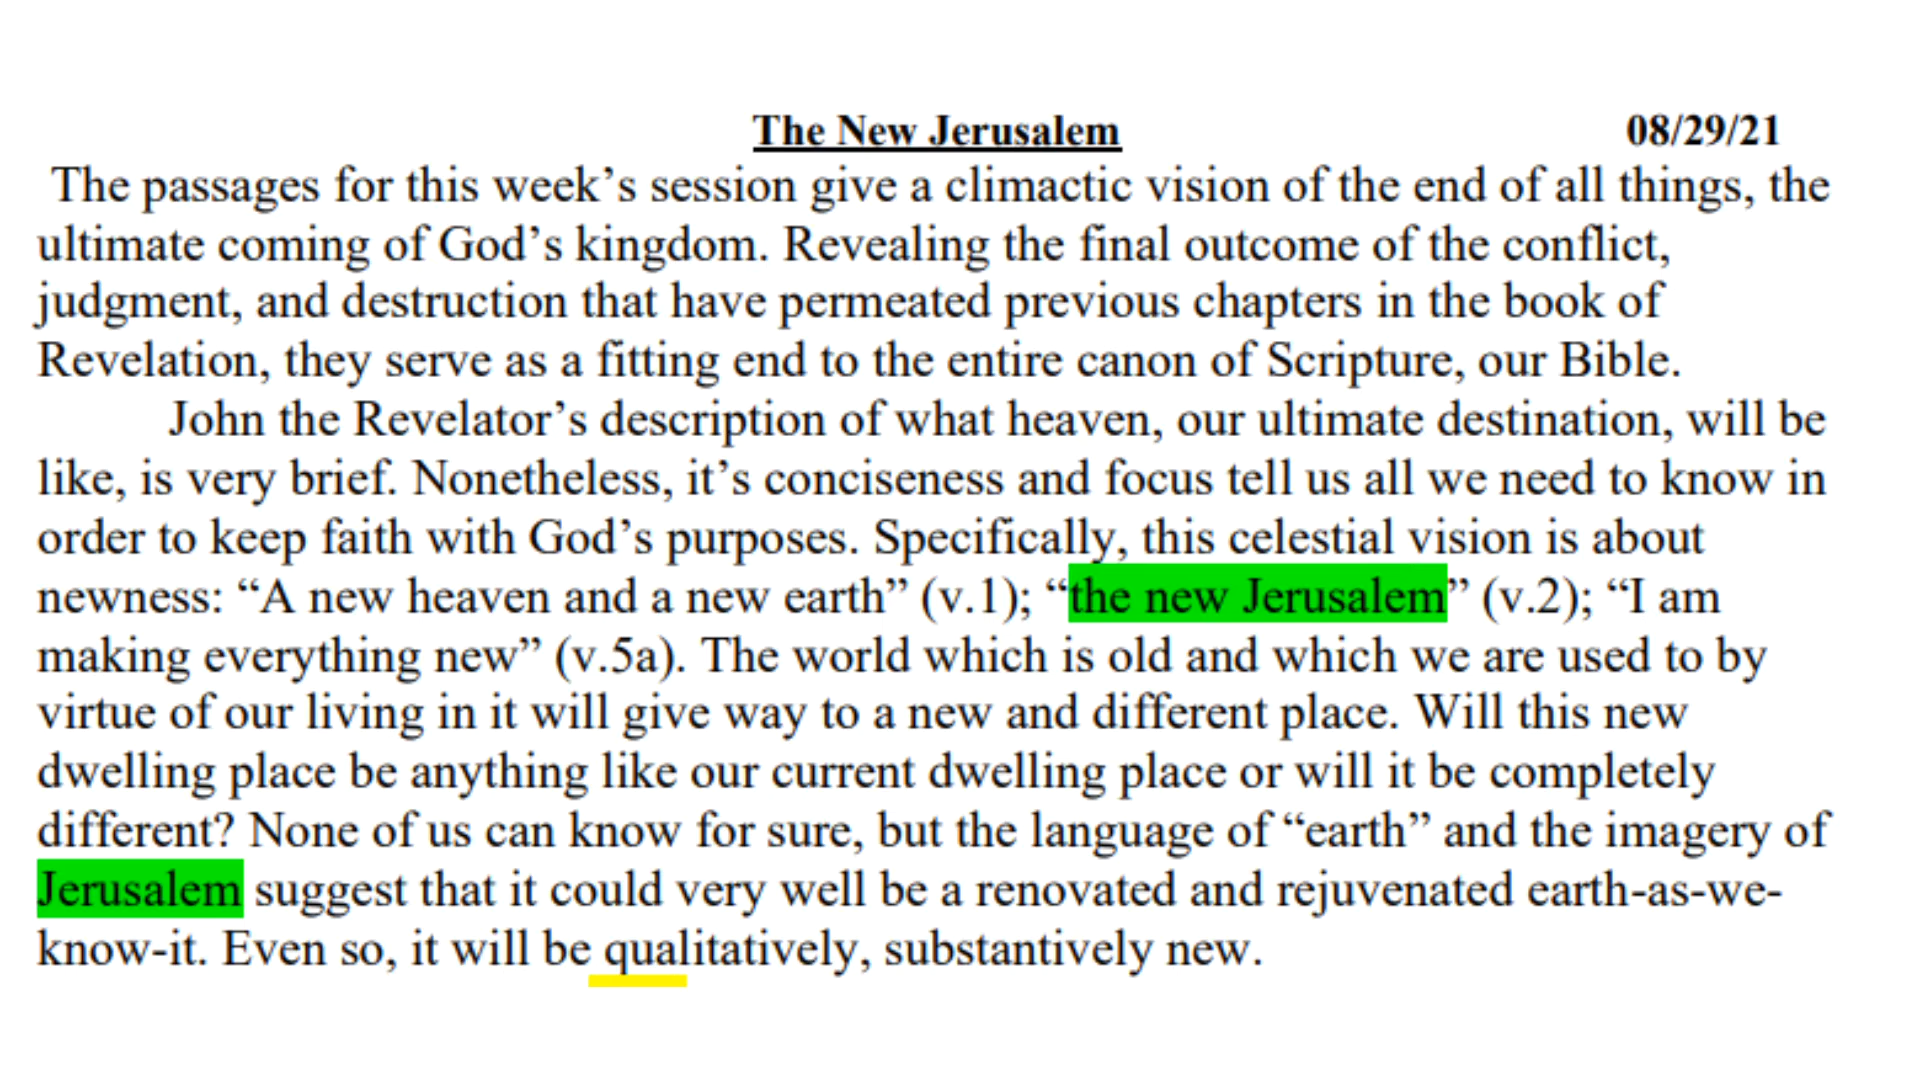 The New Jerusalem 08/29/21
The passages for this week’s session give a climactic vision of the end of all things, the
ultimate coming of God’s kingdom. Revealing the final outcome of the conflict,
judgment, and destruction that have permeated previous chapters in the book of
Revelation, they serve as a fitting end to the entire canon of Scripture, our Bible.
John the Revelator’s description of what heaven, our ultimate destination, will be
like, is very brief. Nonetheless, it’s conciseness and focus tell us all we need to know in
order to keep faith with God’s purposes. Specifically, this celestial vision is about
newness: “A new heaven and a new earth” (v.1); “the new Jerusalem” (v.2); “I am
making everything new” (v.5a). The world which is old and which we are used to by
virtue of our living in it will give way to a new and different place. Will this new
dwelling place be anything like our current dwelling place or will it be completely
different? None of us can know for sure, but the language of “earth” and the imagery of
Jerusalem suggest that it could very well be a renovated and rejuvenated earth-as-we-
know-it. Even so, it will be qualitatively, substantively new.